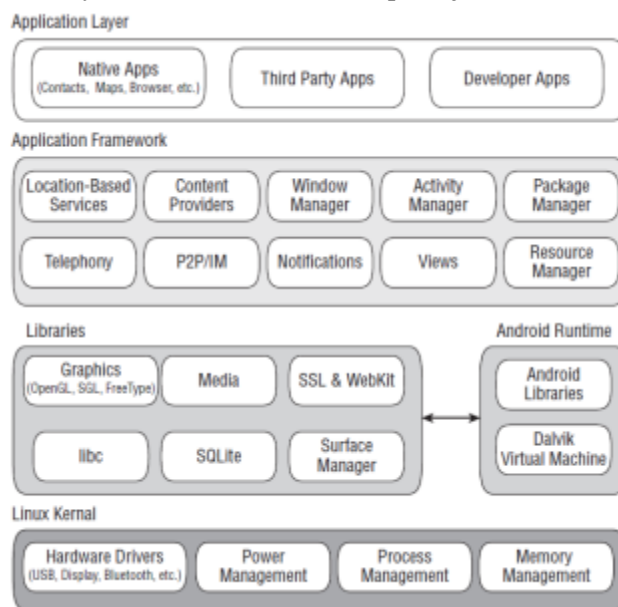 Application Layer
Native Apps
(Contacts, Maps, Browser, etc.)
Third Party Apps
Developer Apps
Application Framework
Location-Based
Services
Content
Providers
Window
Manager
Activity
Manager
Package
Manager
Telephony
P2P/IM
Notifications
Views
Resource
Manager
Libraries
Graphics
(OpenGL, SGL, FreeType)
Media
SSL & WebKit
libc
SQLite
Surface
Manager
Android Runtime
Android
Libraries
Dalvik
Virtual Machine
Linux Kernel
Hardware Drivers
(USB, Display, Bluetooth, etc.)
Power
Management
Process
Management
Memory
Management